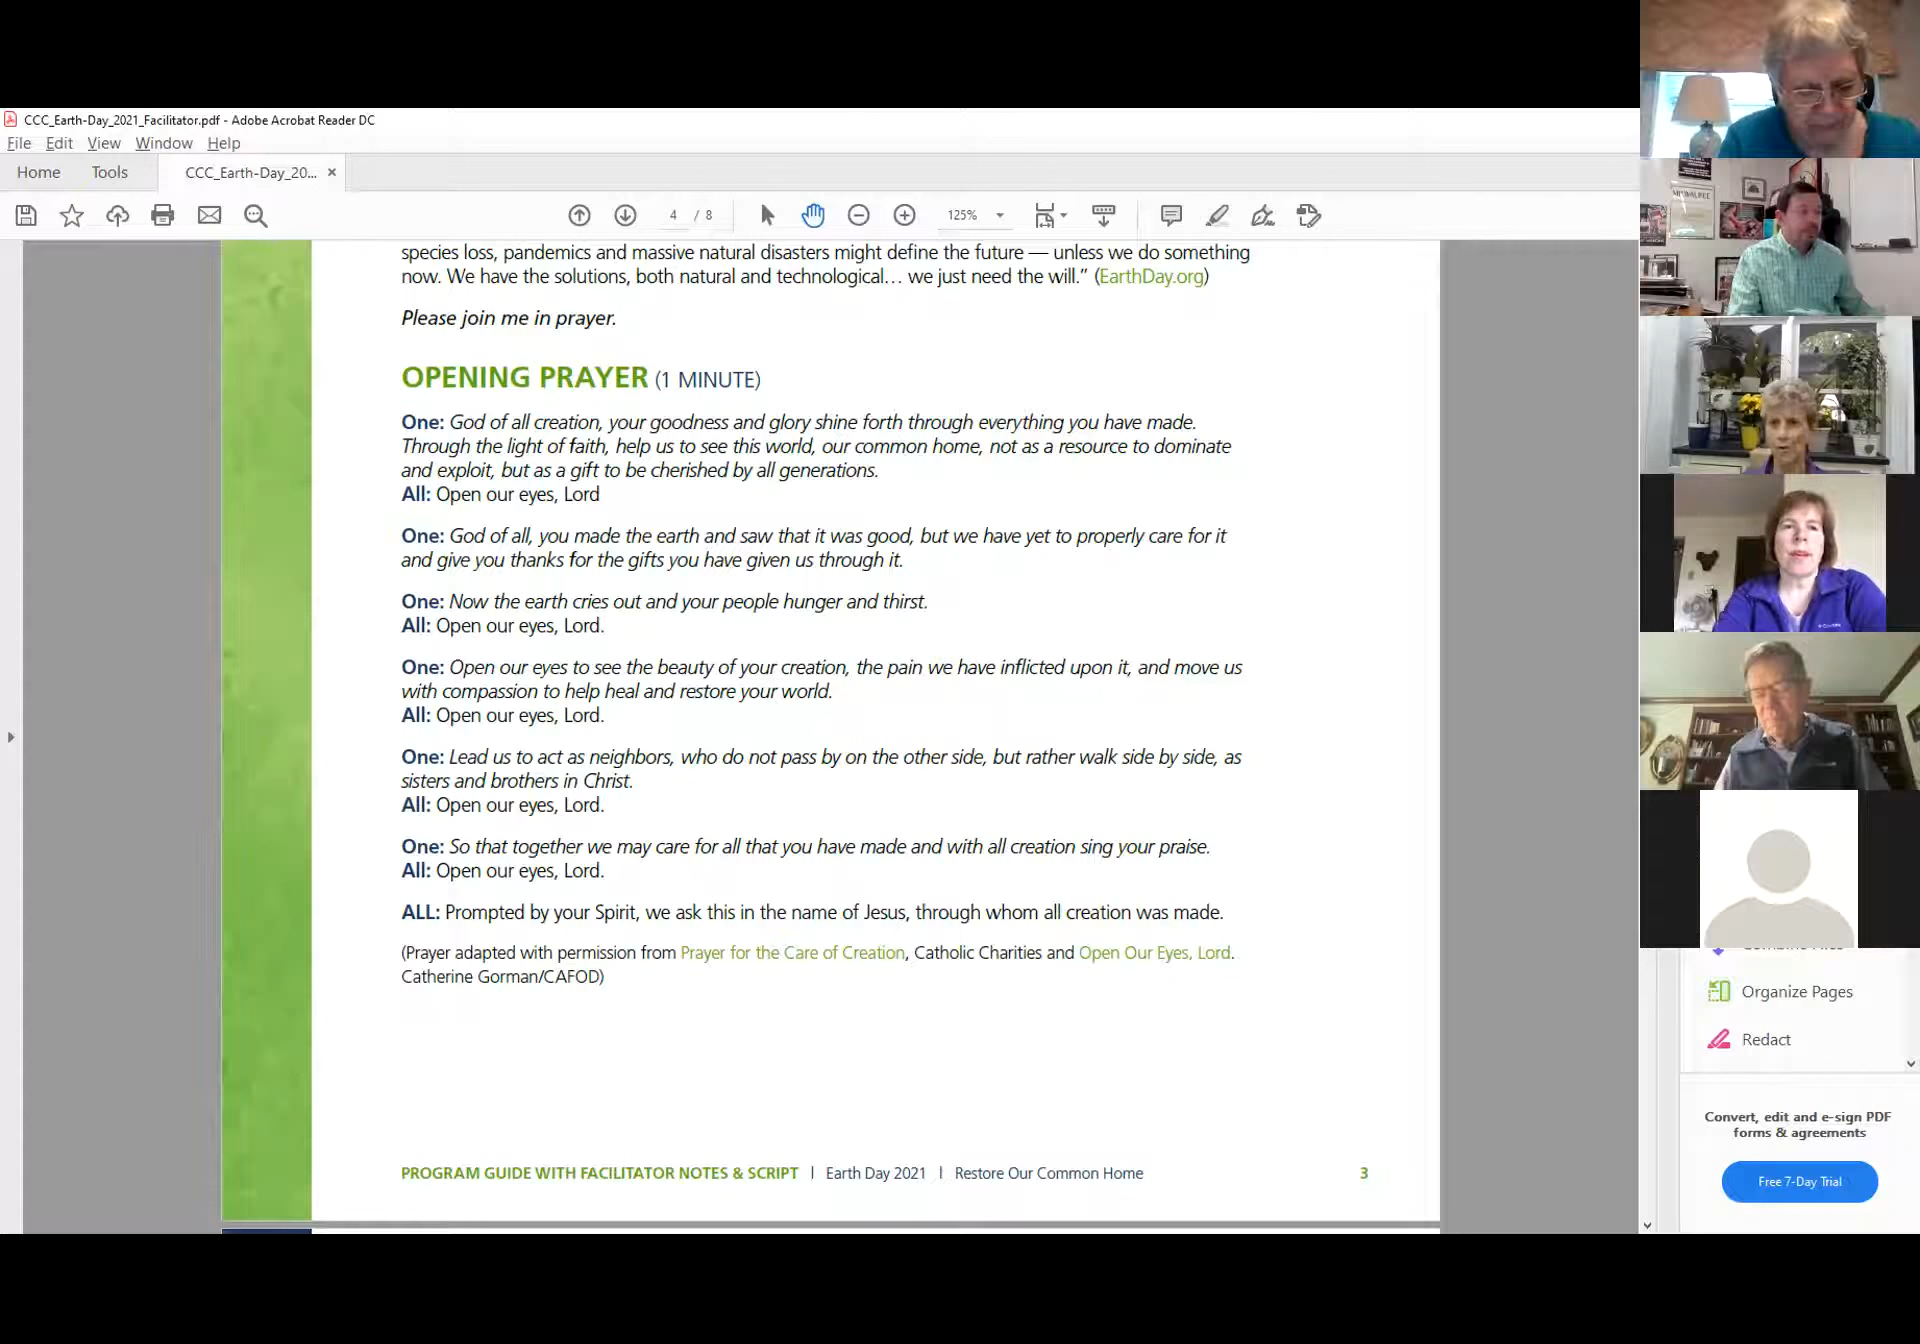 CCC_Earth-Day_2021_Facilitator.pdf - Adobe Acrobat Reader DC
File Edit View Window Help
Home Tools CCC_Earth-Day_20... ×
4 / 8 125%
species loss, pandemics and massive natural disasters might define the future — unless we do something
now. We have the solutions, both natural and technological… we just need the will.” (EarthDay.org)
Please join me in prayer.
OPENING PRAYER (1 MINUTE)
One: God of all creation, your goodness and glory shine forth through everything you have made.
Through the light of faith, help us to see this world, our common home, not as a resource to dominate
and exploit, but as a gift to be cherished by all generations.
All: Open our eyes, Lord
One: God of all, you made the earth and saw that it was good, but we have yet to properly care for it
and give you thanks for the gifts you have given us through it.
One: Now the earth cries out and your people hunger and thirst.
All: Open our eyes, Lord.
One: Open our eyes to see the beauty of your creation, the pain we have inflicted upon it, and move us
with compassion to help heal and restore your world.
All: Open our eyes, Lord.
One: Lead us to act as neighbors, who do not pass by on the other side, but rather walk side by side, as
sisters and brothers in Christ.
All: Open our eyes, Lord.
One: So that together we may care for all that you have made and with all creation sing your praise.
All: Open our eyes, Lord.
ALL: Prompted by your Spirit, we ask this in the name of Jesus, through whom all creation was made.
(Prayer adapted with permission from Prayer for the Care of Creation, Catholic Charities and Open Our Eyes, Lord.
Catherine Gorman/CAFOD)
PROGRAM GUIDE WITH FACILITATOR NOTES & SCRIPT | Earth Day 2021 | Restore Our Common Home 3
MILWAUKEE
Organize Pages
Redact
Convert, edit and e-sign PDF
forms & agreements
Free 7-Day Trial